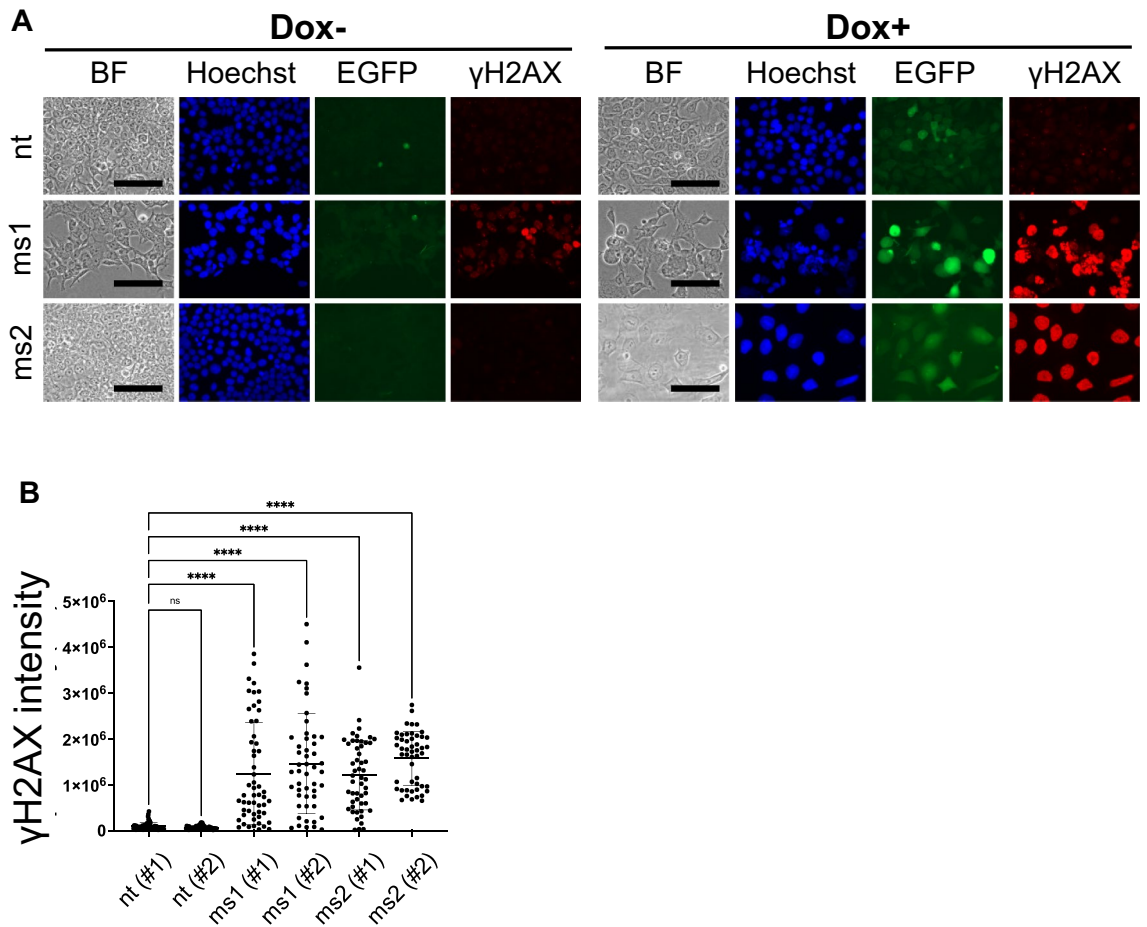 A
Dox-
Dox+
BF Hoechst EGFP γH2AX BF Hoechst EGFP γH2AX
nt
ms1
ms2
B
****
****
****
****
ns
γH2AX intensity
5×10⁶
4×10⁶
3×10⁶
2×10⁶
1×10⁶
0
nt (#1) nt (#2) ms1 (#1) ms1 (#2) ms2 (#1) ms2 (#2)